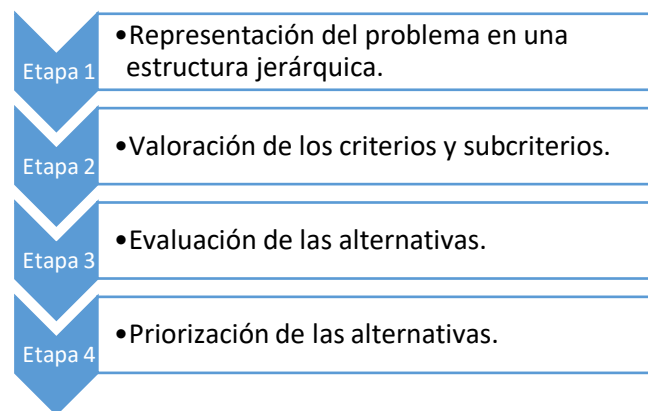 Etapa 1
•Representación del problema en una
estructura jerárquica.
Etapa 2
•Valoración de los criterios y subcriterios.
Etapa 3
•Evaluación de las alternativas.
Etapa 4
•Priorización de las alternativas.